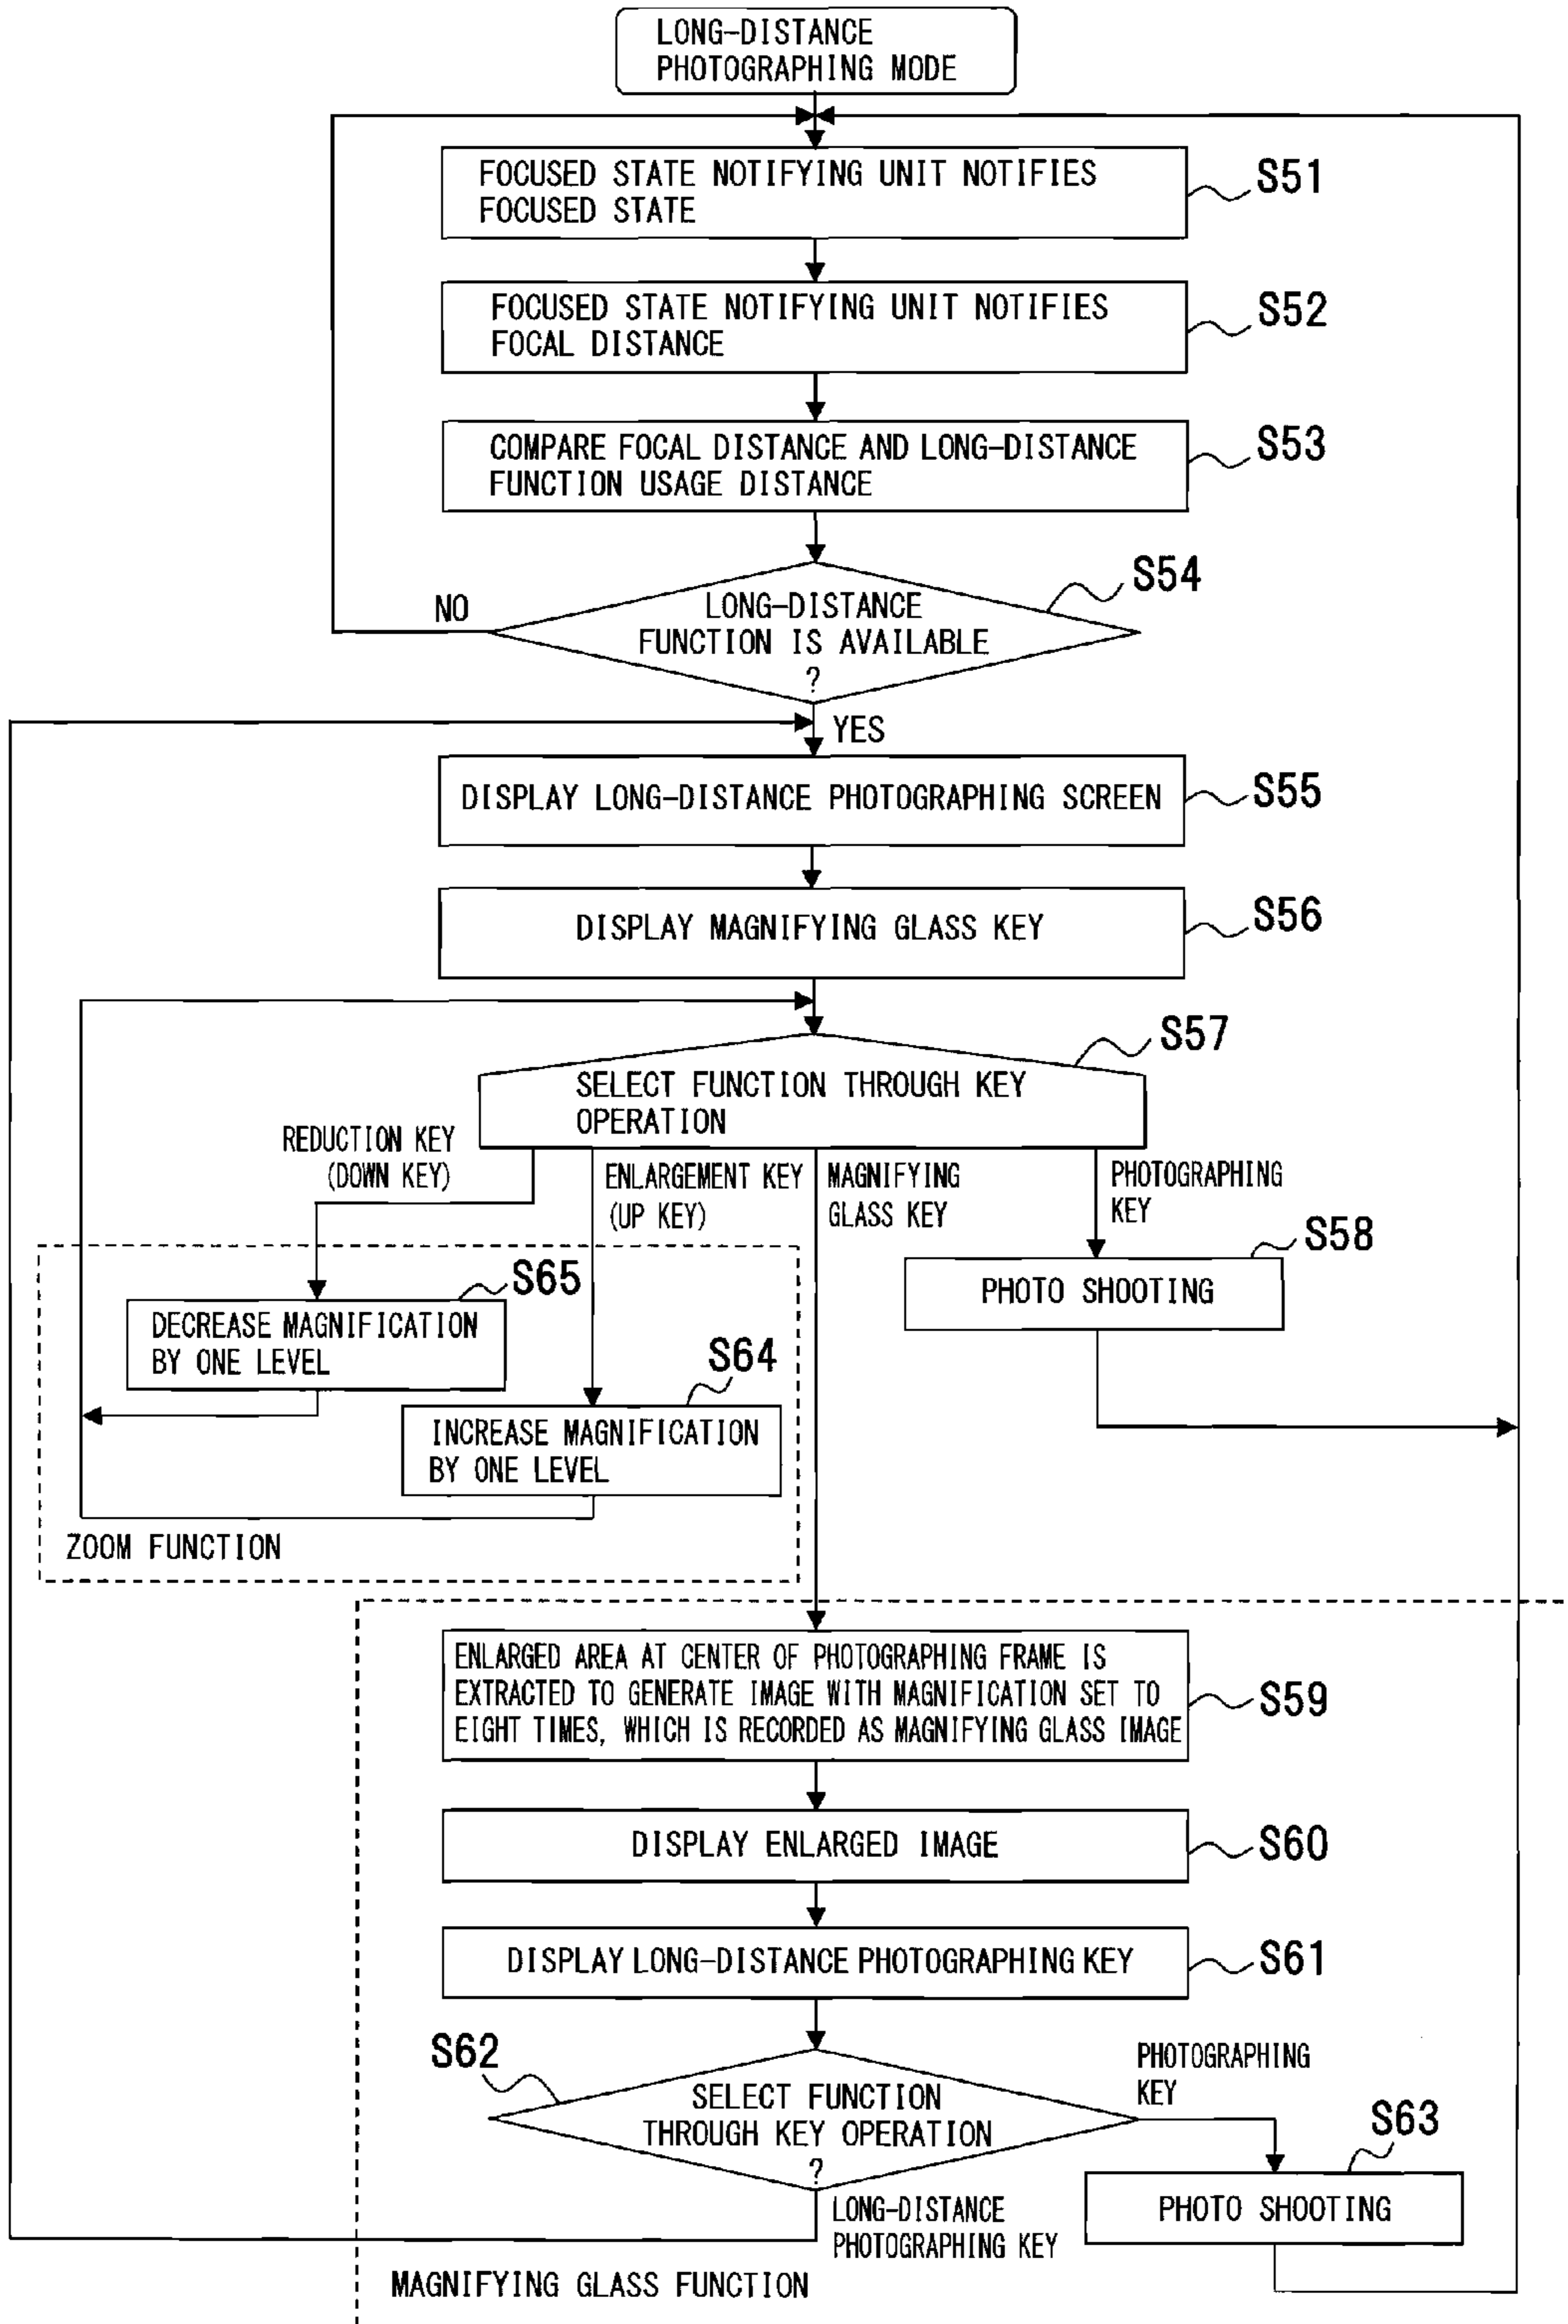 LONG-DISTANCE
PHOTOGRAPHING MODE
FOCUSED STATE NOTIFYING UNIT NOTIFIES
FOCUSED STATE
S51
FOCUSED STATE NOTIFYING UNIT NOTIFIES
FOCAL DISTANCE
S52
COMPARE FOCAL DISTANCE AND LONG-DISTANCE
FUNCTION USAGE DISTANCE
S53
S54
NO
LONG-DISTANCE
FUNCTION IS AVAILABLE
?
YES
DISPLAY LONG-DISTANCE PHOTOGRAPHING SCREEN
S55
DISPLAY MAGNIFYING GLASS KEY
S56
S57
SELECT FUNCTION THROUGH KEY
OPERATION
REDUCTION KEY
(DOWN KEY)
ENLARGEMENT KEY
(UP KEY)
MAGNIFYING
GLASS KEY
PHOTOGRAPHING
KEY
S58
PHOTO SHOOTING
S65
DECREASE MAGNIFICATION
BY ONE LEVEL
S64
INCREASE MAGNIFICATION
BY ONE LEVEL
ZOOM FUNCTION
ENLARGED AREA AT CENTER OF PHOTOGRAPHING FRAME IS
EXTRACTED TO GENERATE IMAGE WITH MAGNIFICATION SET TO
EIGHT TIMES, WHICH IS RECORDED AS MAGNIFYING GLASS IMAGE
S59
DISPLAY ENLARGED IMAGE
S60
DISPLAY LONG-DISTANCE PHOTOGRAPHING KEY
S61
S62
SELECT FUNCTION
THROUGH KEY OPERATION
?
PHOTOGRAPHING
KEY
S63
PHOTO SHOOTING
LONG-DISTANCE
PHOTOGRAPHING KEY
MAGNIFYING GLASS FUNCTION